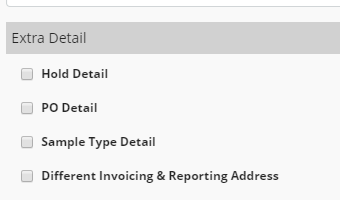 Extra Detail
Hold Detail
PO Detail
Sample Type Detail
Different Invoicing & Reporting Address